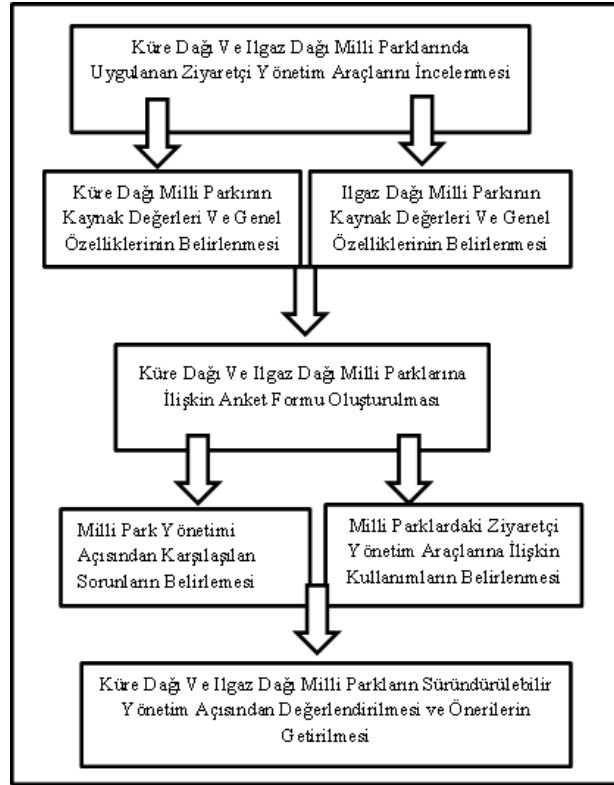 Küre Dağı Ve Ilgaz Dağı Milli Parklarında
Uygulanan Ziyaretçi Yönetim Araçlarını İncelenmesi
Küre Dağı Milli Parkının
Kaynak Değerleri Ve Genel
Özelliklerinin Belirlenmesi
Ilgaz Dağı Milli Parkının
Kaynak Değerleri Ve Genel
Özelliklerinin Belirlenmesi
Küre Dağı Ve Ilgaz Dağı Milli Parklarına
İlişkin Anket Formu Oluşturulması
Milli Park Yönetimi
Açısından Karşılaşılan
Sorunların Belirlemesi
Milli Parklardaki Ziyaretçi
Yönetim Araçlarına İlişkin
Kullanımların Belirlenmesi
Küre Dağı Ve Ilgaz Dağı Milli Parkların Süründürülebilir
Yönetim Açısından Değerlendirilmesi ve Önerilerin
Getirilmesi